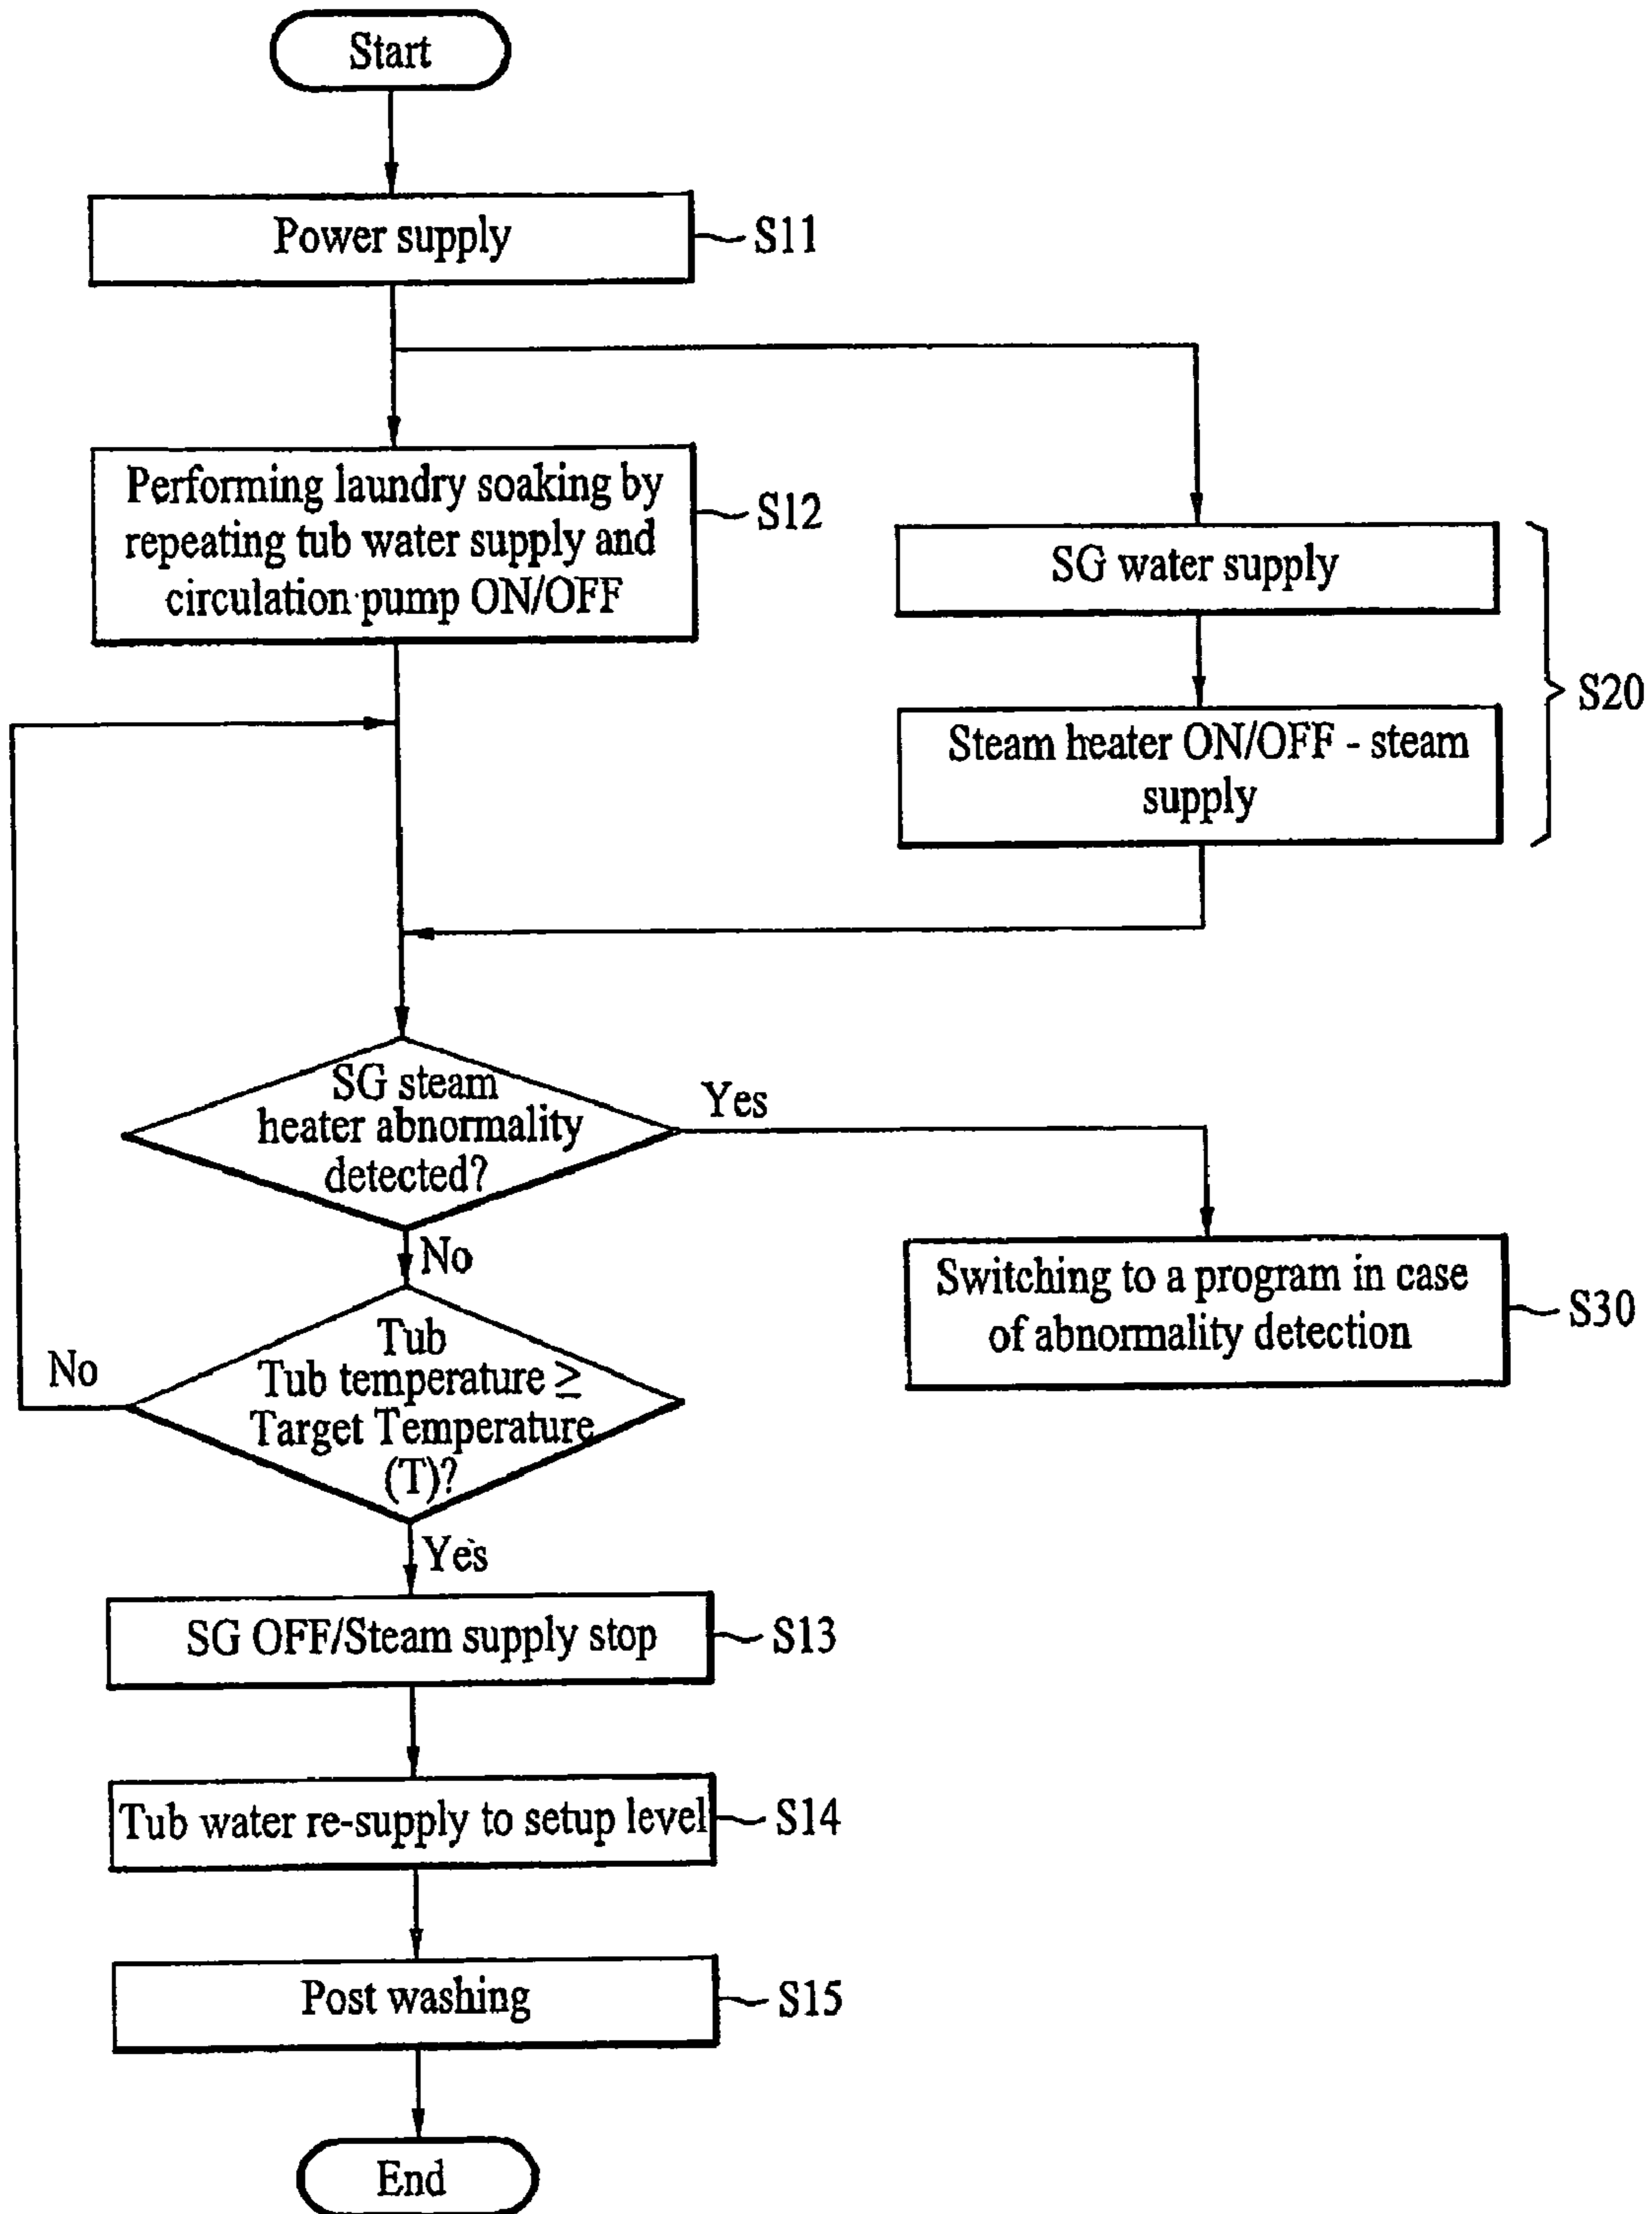 Start
Power supply
S11
Performing laundry soaking by
repeating tub water supply and
circulation pump ON/OFF
S12
SG water supply
Steam heater ON/OFF - steam
supply
S20
SG steam
heater abnormality
detected?
Yes
No
Switching to a program in case
of abnormality detection
S30
Tub
Tub temperature ≥
Target Temperature
(T)?
No
Yes
SG OFF/Steam supply stop
S13
Tub water re-supply to setup level
S14
Post washing
S15
End